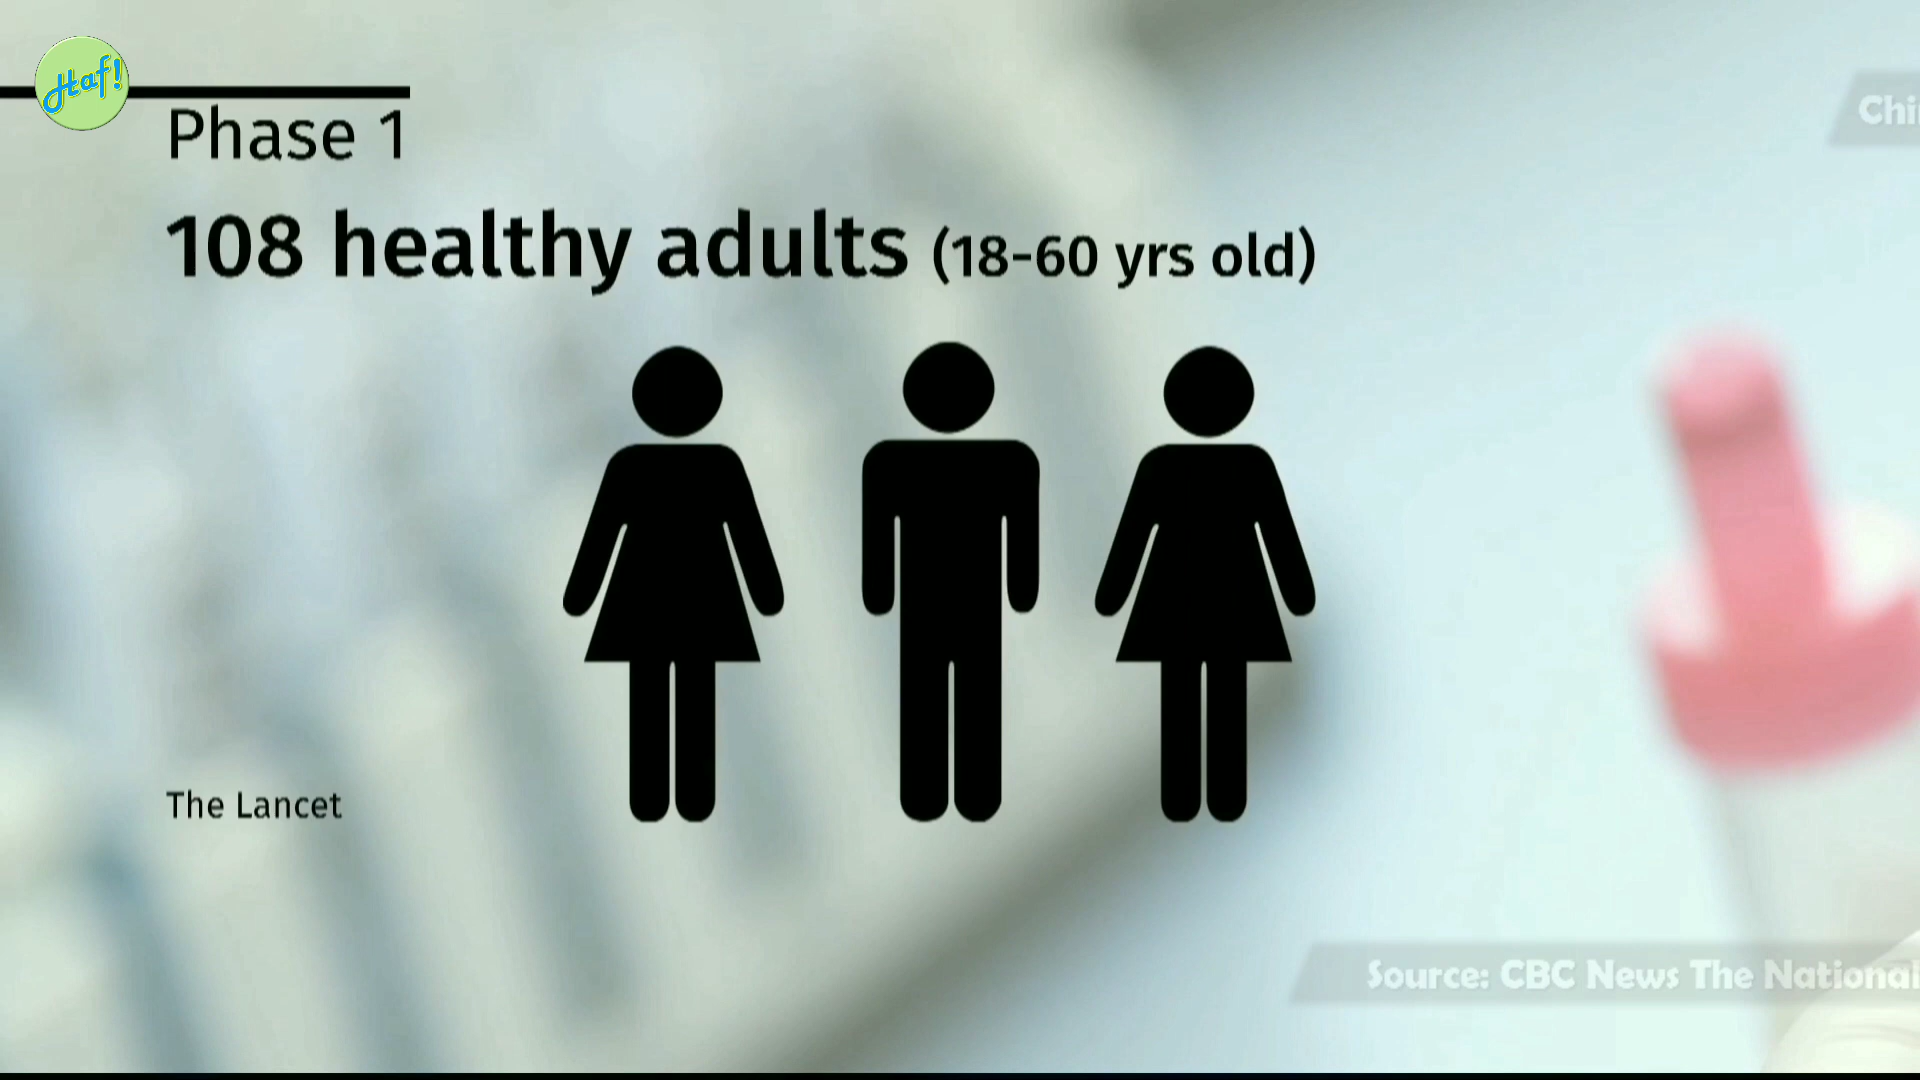 Haf!
Phase 1
108 healthy adults (18-60 yrs old)
The Lancet
Source: CBC News The National